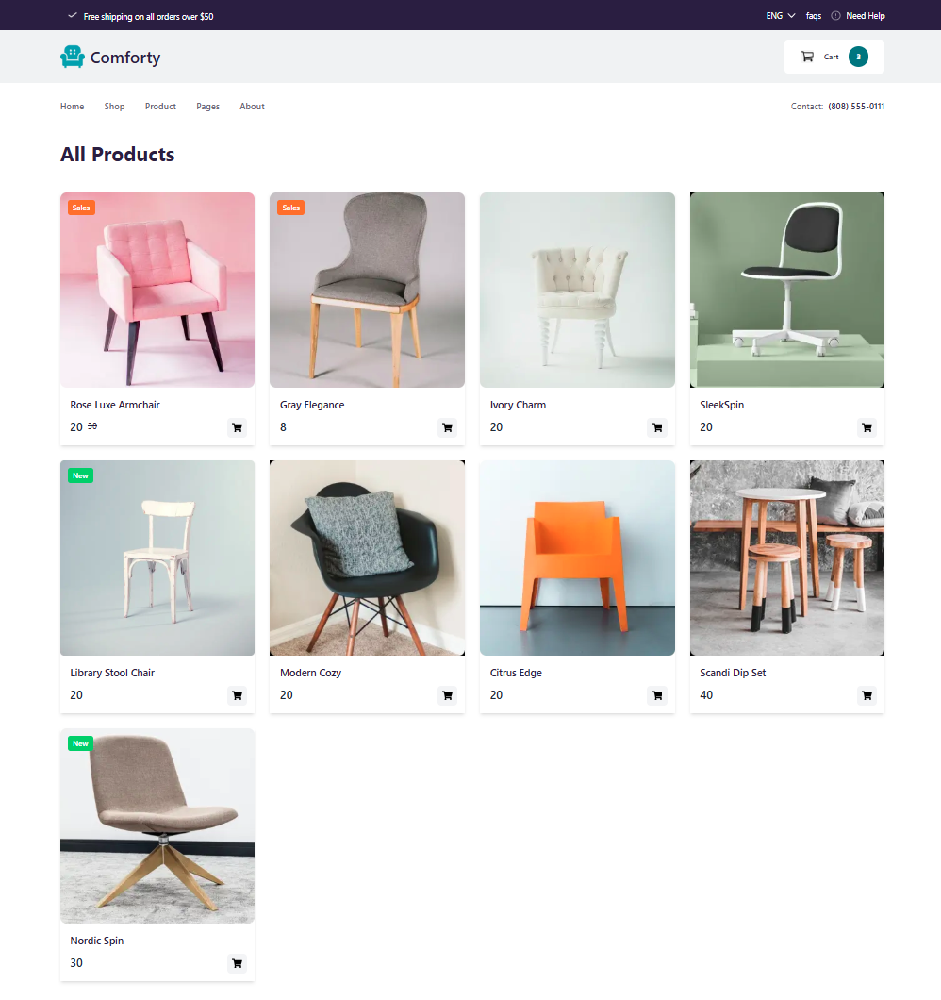 Free shipping on all orders over $50
ENG faqs Need Help
Comforty
Cart 3
Home Shop Product Pages About
Contact: (808) 555-0111
All Products
Sales
Sales
Rose Luxe Armchair
20 30
Gray Elegance
8
Ivory Charm
20
SleekSpin
20
New
Library Stool Chair
20
Modern Cozy
20
Citrus Edge
20
Scandi Dip Set
40
New
Nordic Spin
30